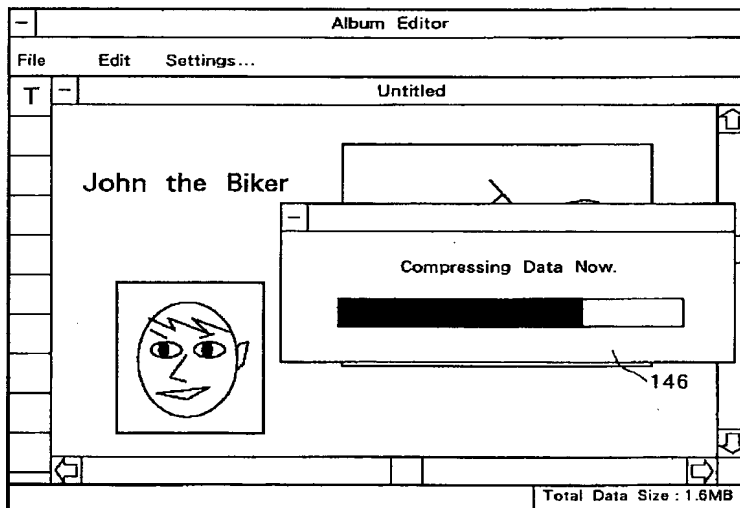 Album Editor
File Edit Settings...
T
Untitled
John the Biker
Compressing Data Now.
146
Total Data Size : 1.6MB